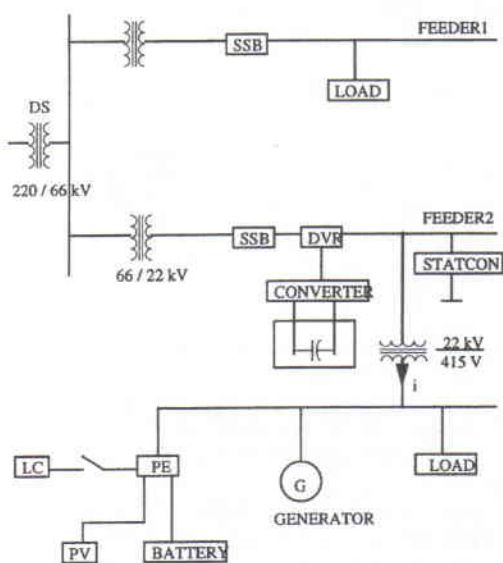 FEEDER1
SSB
LOAD
DS
220 / 66 kV
FEEDER2
SSB
DVR
STATCON
66 / 22 kV
CONVERTER
22 kV
415 V
i
LC
PE
G
LOAD
GENERATOR
PV
BATTERY